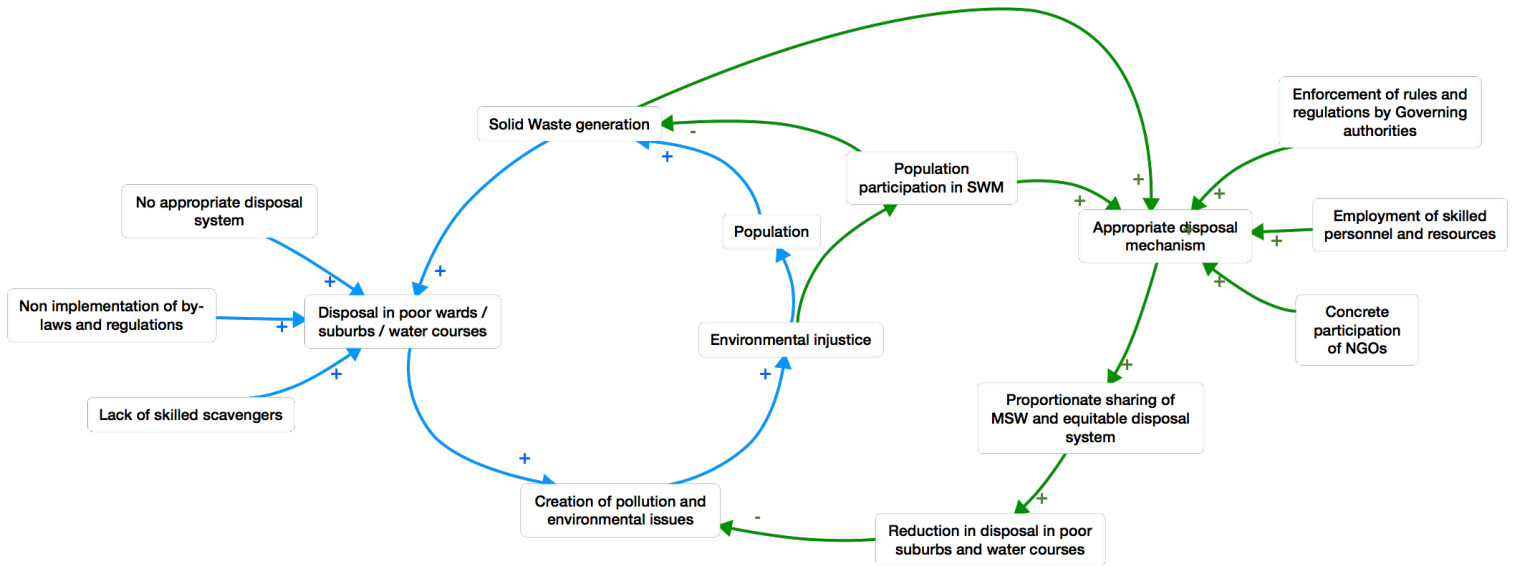 Solid Waste generation
-
+
Population
participation in SWM
Enforcement of rules and
regulations by Governing
authorities
+
+
+
No appropriate disposal
system
Population
Appropriate disposal
mechanism
+
+
Employment of skilled
personnel and resources
+
+
+
Non implementation of by-
laws and regulations
+
Disposal in poor wards /
suburbs / water courses
Environmental injustice
Concrete
participation
of NGOs
Lack of skilled scavengers
+
+
+
Proportionate sharing of
MSW and equitable disposal
system
+
Creation of pollution and
environmental issues
-
+
Reduction in disposal in poor
suburbs and water courses